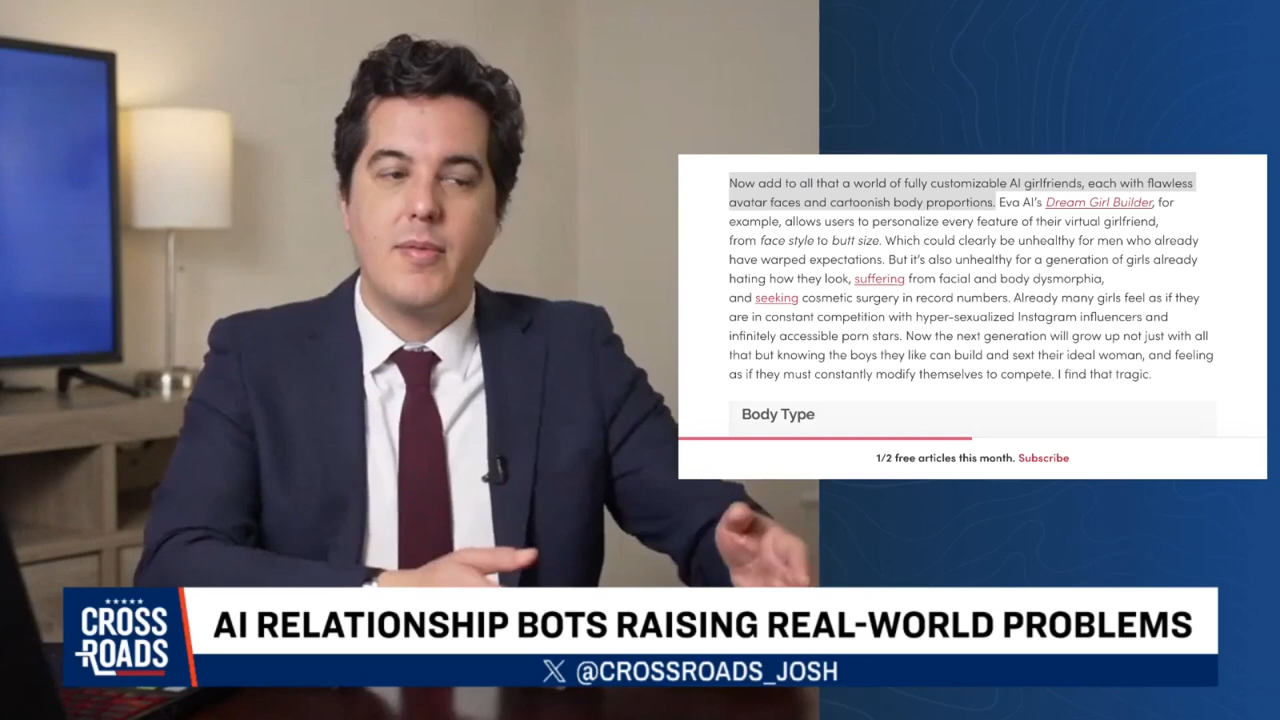 Now add to all that a world of fully customizable AI girlfriends, each with flawless
avatar faces and cartoonish body proportions. Eva AI's Dream Girl Builder, for
example, allows users to personalize every feature of their virtual girlfriend,
from face style to butt size. Which could clearly be unhealthy for men who already
have warped expectations. But it's also unhealthy for a generation of girls already
hating how they look, suffering from facial and body dysmorphia,
and seeking cosmetic surgery in record numbers. Already many girls feel as if they
are in constant competition with hyper-sexualized Instagram influencers and
infinitely accessible porn stars. Now the next generation will grow up not just with all
that but knowing the boys they like can build and sext their ideal woman, and feeling
as if they must constantly modify themselves to compete. I find that tragic.
Body Type
1/2 free articles this month. Subscribe
CROSS
ROADS
AI RELATIONSHIP BOTS RAISING REAL-WORLD PROBLEMS
X @CROSSROADS_JOSH